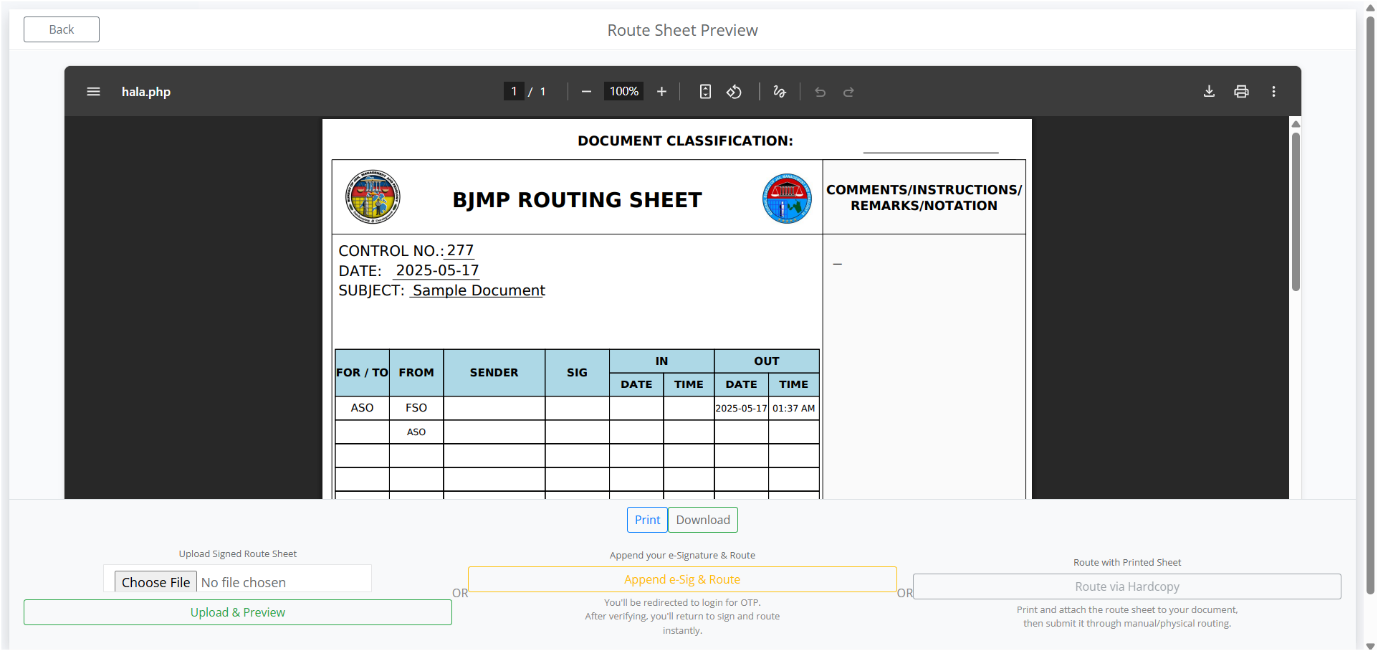 Back
Route Sheet Preview
hala.php
1 / 1
100%
DOCUMENT CLASSIFICATION:
BJMP ROUTING SHEET
COMMENTS/INSTRUCTIONS/
REMARKS/NOTATION
CONTROL NO.: 277
DATE: 2025-05-17
SUBJECT: Sample Document
FOR / TO FROM SENDER SIG IN OUT
DATE TIME DATE TIME
ASO FSO 2025-05-17 01:37 AM
ASO
Print Download
Upload Signed Route Sheet
Choose File No file chosen
Upload & Preview
OR
Append your e-Signature & Route
Append e-Sig & Route
You'll be redirected to login for OTP.
After verifying, you'll return to sign and route
instantly.
OR
Route with Printed Sheet
Route via Hardcopy
Print and attach the route sheet to your document,
then submit it through manual/physical routing.